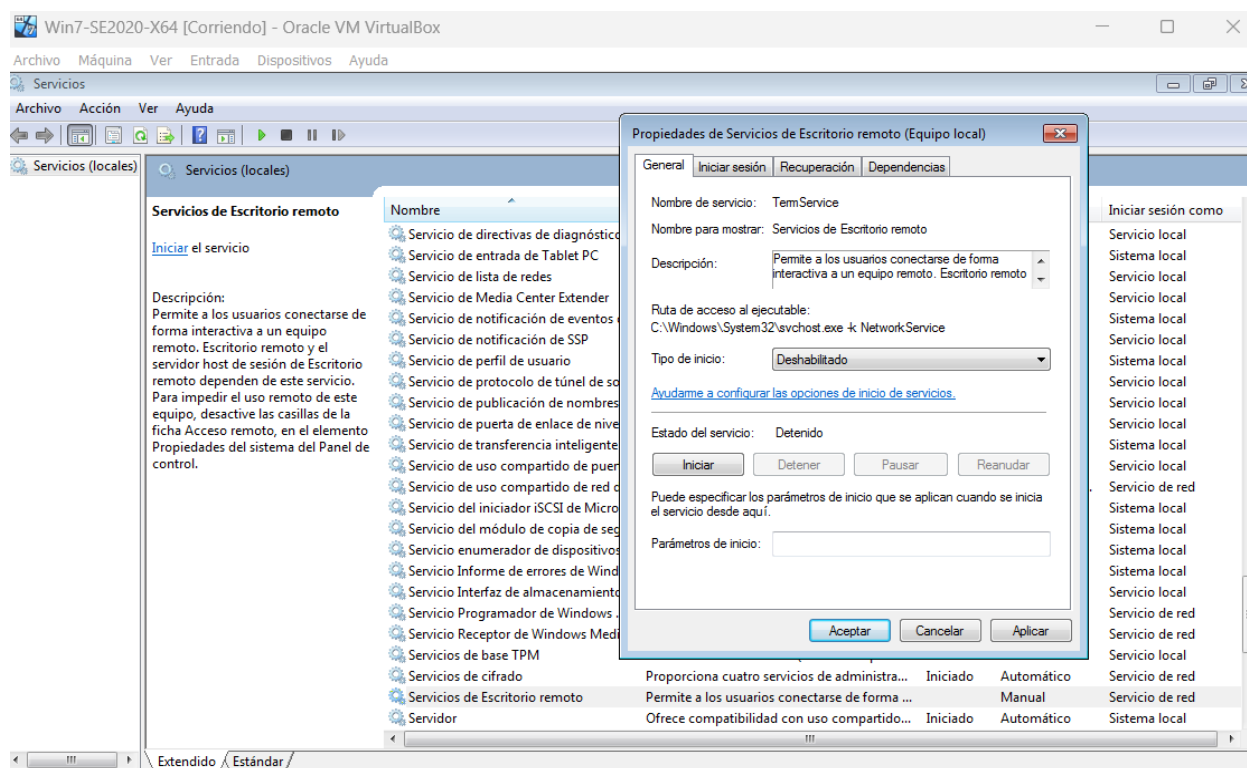 Win7-SE2020-X64 [Corriendo] - Oracle VM VirtualBox
Archivo Máquina Ver Entrada Dispositivos Ayuda
Servicios
Archivo Acción Ver Ayuda
Servicios (locales)
Servicios (locales)
Servicios de Escritorio remoto
Iniciar el servicio
Descripción:
Permite a los usuarios conectarse de
forma interactiva a un equipo
remoto. Escritorio remoto y el
servidor host de sesión de Escritorio
remoto dependen de este servicio.
Para impedir el uso remoto de este
equipo, desactive las casillas de la
ficha Acceso remoto, en el elemento
Propiedades del sistema del Panel de
control.
Nombre
Iniciar sesión como
Servicio de directivas de diagnóstico Servicio local
Servicio de entrada de Tablet PC Sistema local
Servicio de lista de redes Servicio local
Servicio de Media Center Extender Servicio local
Servicio de notificación de eventos Sistema local
Servicio de notificación de SSP Servicio local
Servicio de perfil de usuario Sistema local
Servicio de protocolo de túnel de so Servicio local
Servicio de publicación de nombres Servicio local
Servicio de puerta de enlace de nive Servicio local
Servicio de transferencia inteligente Sistema local
Servicio de uso compartido de puer Servicio local
Servicio de uso compartido de red d Servicio de red
Servicio del iniciador iSCSI de Micro Sistema local
Servicio del módulo de copia de seg Sistema local
Servicio enumerador de dispositivos Sistema local
Servicio Informe de errores de Wind Sistema local
Servicio Interfaz de almacenamiento Servicio local
Servicio Programador de Windows Servicio de red
Servicio Receptor de Windows Medi Servicio de red
Servicios de base TPM Servicio local
Servicios de cifrado Proporciona cuatro servicios de administra... Iniciado Automático Servicio de red
Servicios de Escritorio remoto Permite a los usuarios conectarse de forma ... Manual Servicio de red
Servidor Ofrece compatibilidad con uso compartido... Iniciado Automático Sistema local
Extendido Estándar
Propiedades de Servicios de Escritorio remoto (Equipo local)
General Iniciar sesión Recuperación Dependencias
Nombre de servicio: TermService
Nombre para mostrar: Servicios de Escritorio remoto
Descripción: Permite a los usuarios conectarse de forma
interactiva a un equipo remoto. Escritorio remoto
Ruta de acceso al ejecutable:
C:\Windows\System32\svchost.exe -k NetworkService
Tipo de inicio: Deshabilitado
Ayudarme a configurar las opciones de inicio de servicios.
Estado del servicio: Detenido
Iniciar Detener Pausar Reanudar
Puede especificar los parámetros de inicio que se aplican cuando se inicia
el servicio desde aquí.
Parámetros de inicio:
Aceptar Cancelar Aplicar